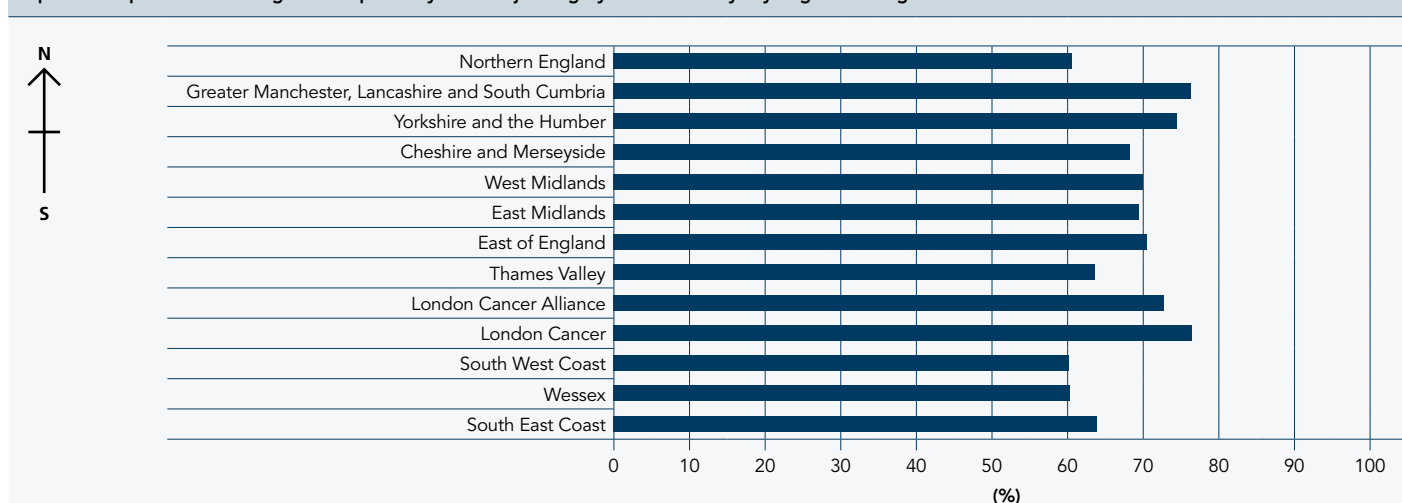 N
S
Northern England
Greater Manchester, Lancashire and South Cumbria
Yorkshire and the Humber
Cheshire and Merseyside
West Midlands
East Midlands
East of England
Thames Valley
London Cancer Alliance
London Cancer
South West Coast
Wessex
South East Coast
0 10 20 30 40 50 60 70 80 90 100
(%)